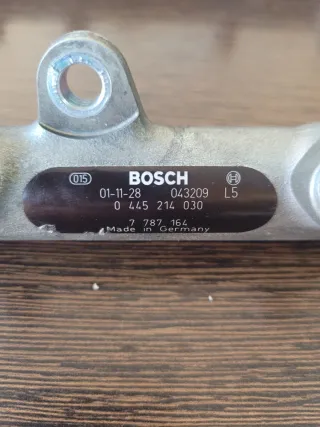 015 BOSCH
01-11-28 043209 L5
0 445 214 030
7 787 164
Made in Germany